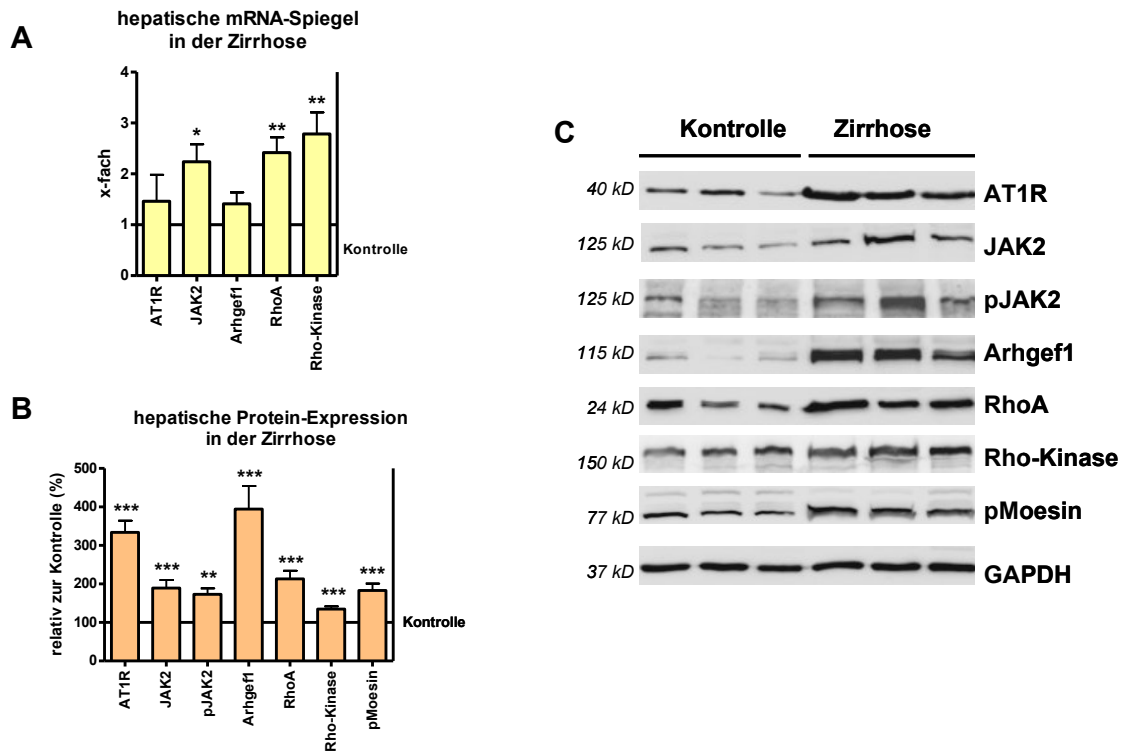 A
hepatische mRNA-Spiegel
in der Zirrhose
x-fach
4
3
2
1
0
*
**
**
Kontrolle
AT1R
JAK2
Arhgef1
RhoA
Rho-Kinase
B
hepatische Protein-Expression
in der Zirrhose
relativ zur Kontrolle (%)
500
400
300
200
100
0
***
***
**
***
***
***
***
Kontrolle
AT1R
JAK2
pJAK2
Arhgef1
RhoA
Rho-Kinase
pMoesin
C
Kontrolle Zirrhose
40 kD AT1R
125 kD JAK2
125 kD pJAK2
115 kD Arhgef1
24 kD RhoA
150 kD Rho-Kinase
77 kD pMoesin
37 kD GAPDH